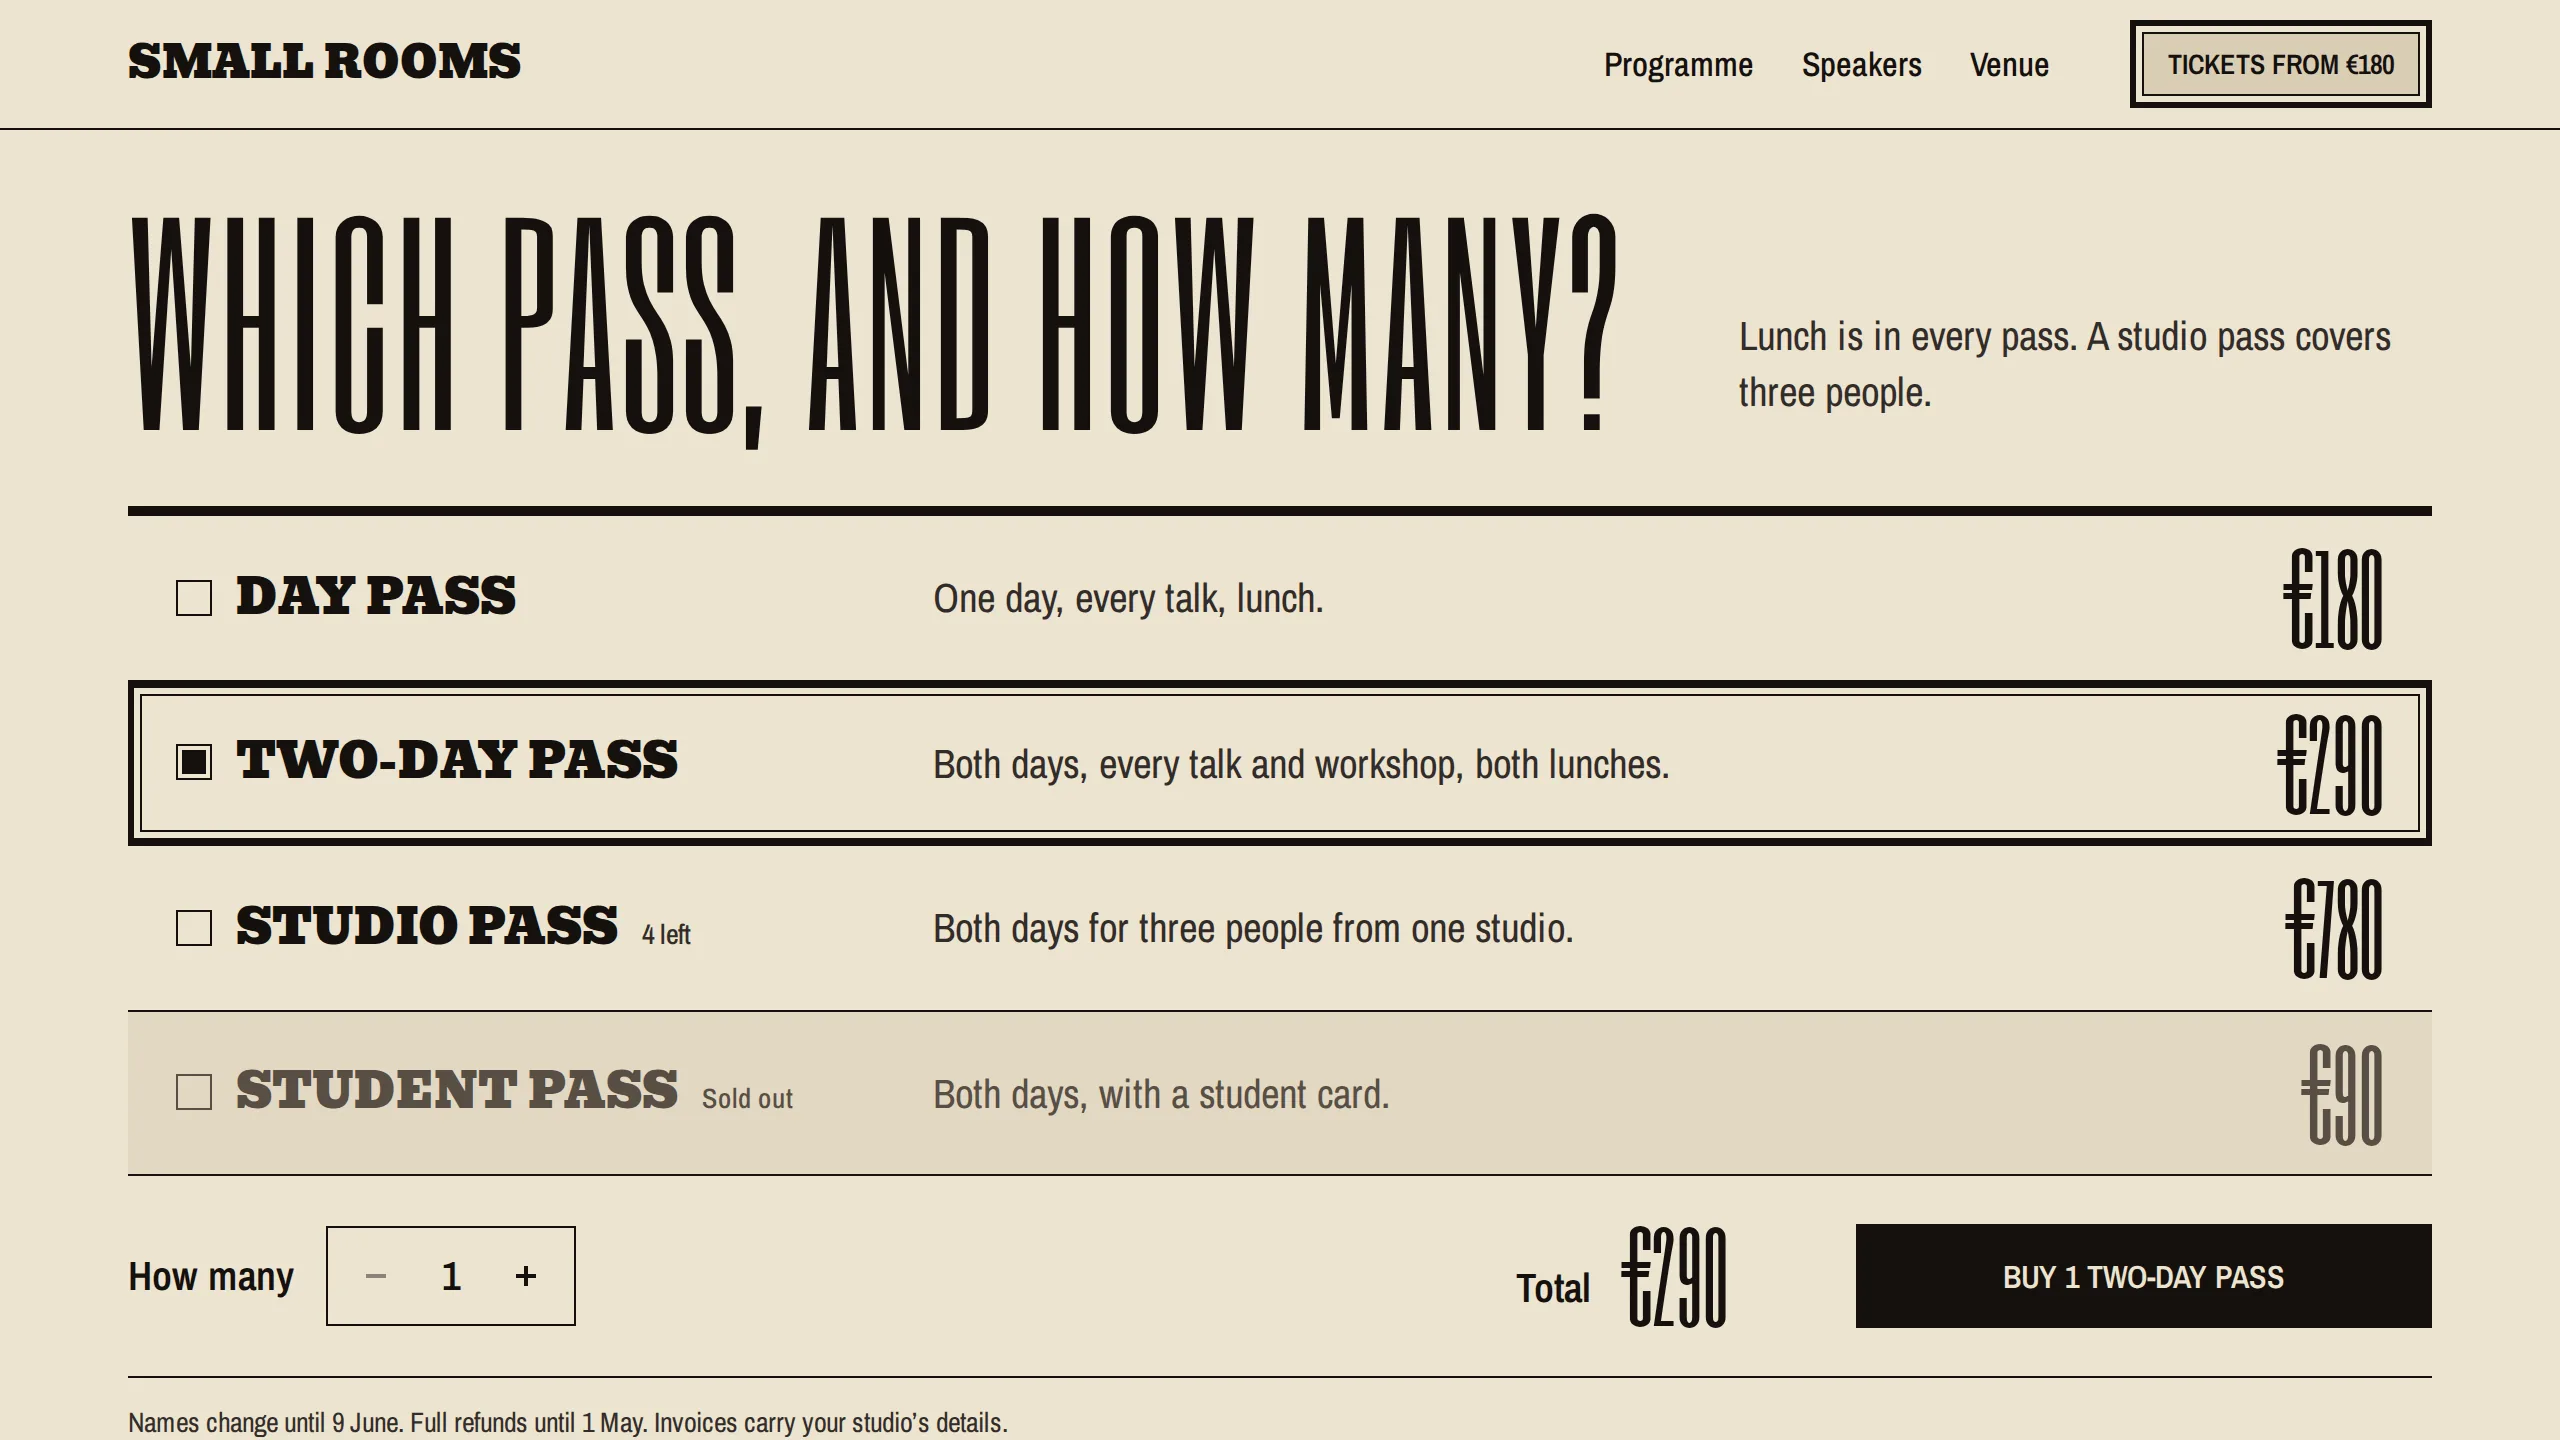 SMALL ROOMS
Programme
Speakers
Venue
TICKETS FROM €180
WHICH PASS, AND HOW MANY?
Lunch is in every pass. A studio pass covers
three people.
DAY PASS
One day, every talk, lunch.
€180
TWO-DAY PASS
Both days, every talk and workshop, both lunches.
€290
STUDIO PASS
4 left
Both days for three people from one studio.
€780
STUDENT PASS
Sold out
Both days, with a student card.
€90
How many
− 1 +
Total
€290
BUY 1 TWO-DAY PASS
Names change until 9 June. Full refunds until 1 May. Invoices carry your studio’s details.